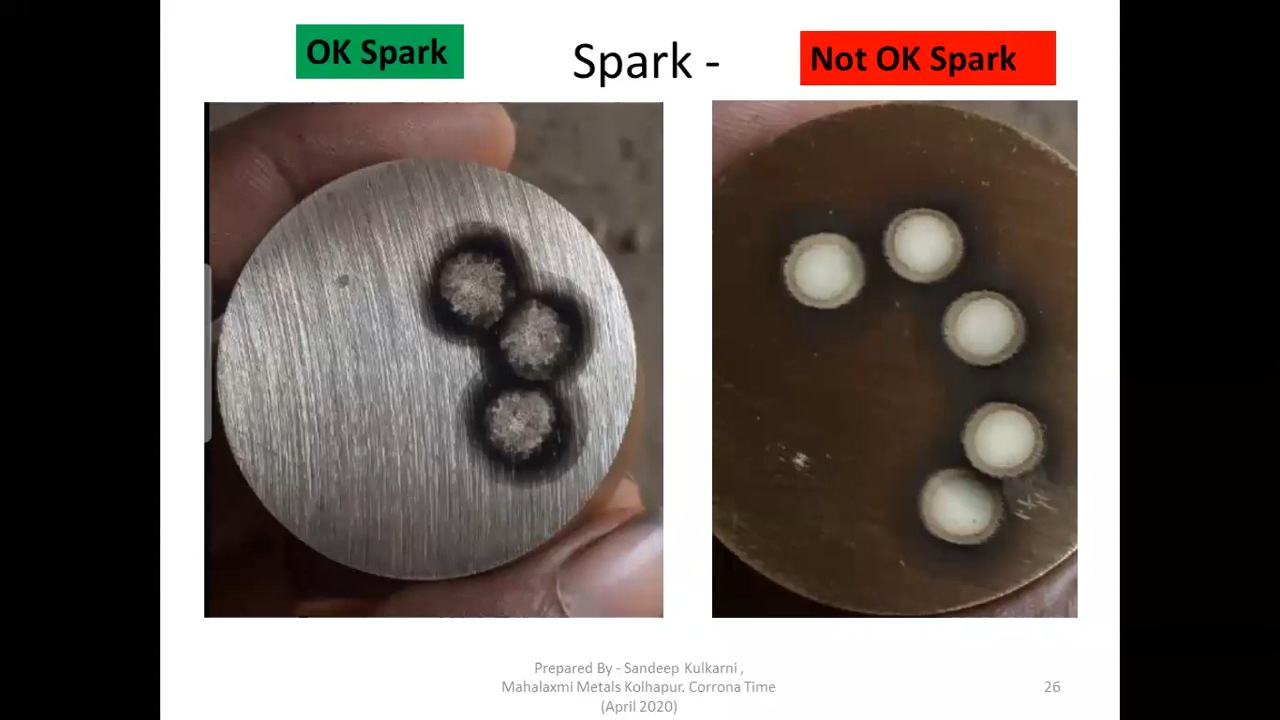 OK Spark
Spark -
Not OK Spark
Prepared By - Sandeep Kulkarni ,
Mahalaxmi Metals Kolhapur. Corrona Time
(April 2020)
26